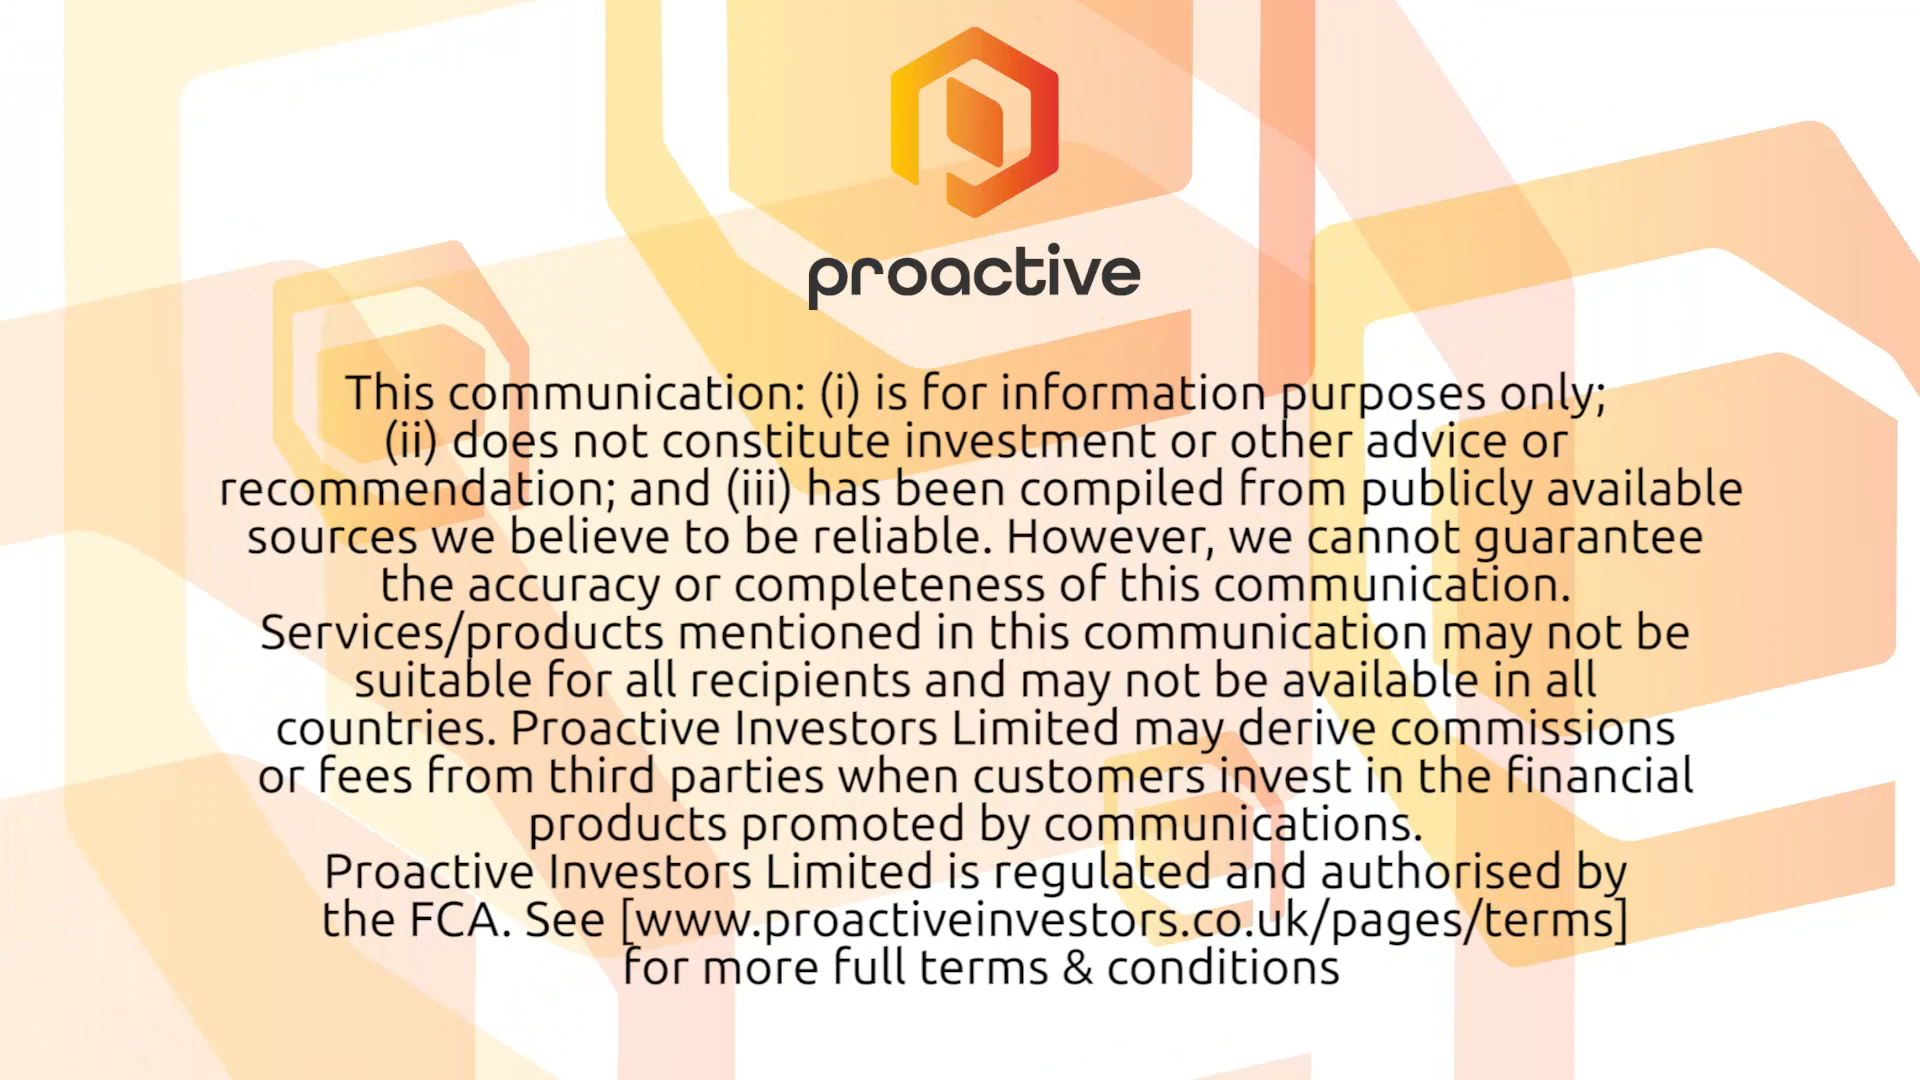 proactive
This communication: (i) is for information purposes only;
(ii) does not constitute investment or other advice or
recommendation; and (iii) has been compiled from publicly available
sources we believe to be reliable. However, we cannot guarantee
the accuracy or completeness of this communication.
Services/products mentioned in this communication may not be
suitable for all recipients and may not be available in all
countries. Proactive Investors Limited may derive commissions
or fees from third parties when customers invest in the financial
products promoted by communications.
Proactive Investors Limited is regulated and authorised by
the FCA. See [www.proactiveinvestors.co.uk/pages/terms]
for more full terms & conditions